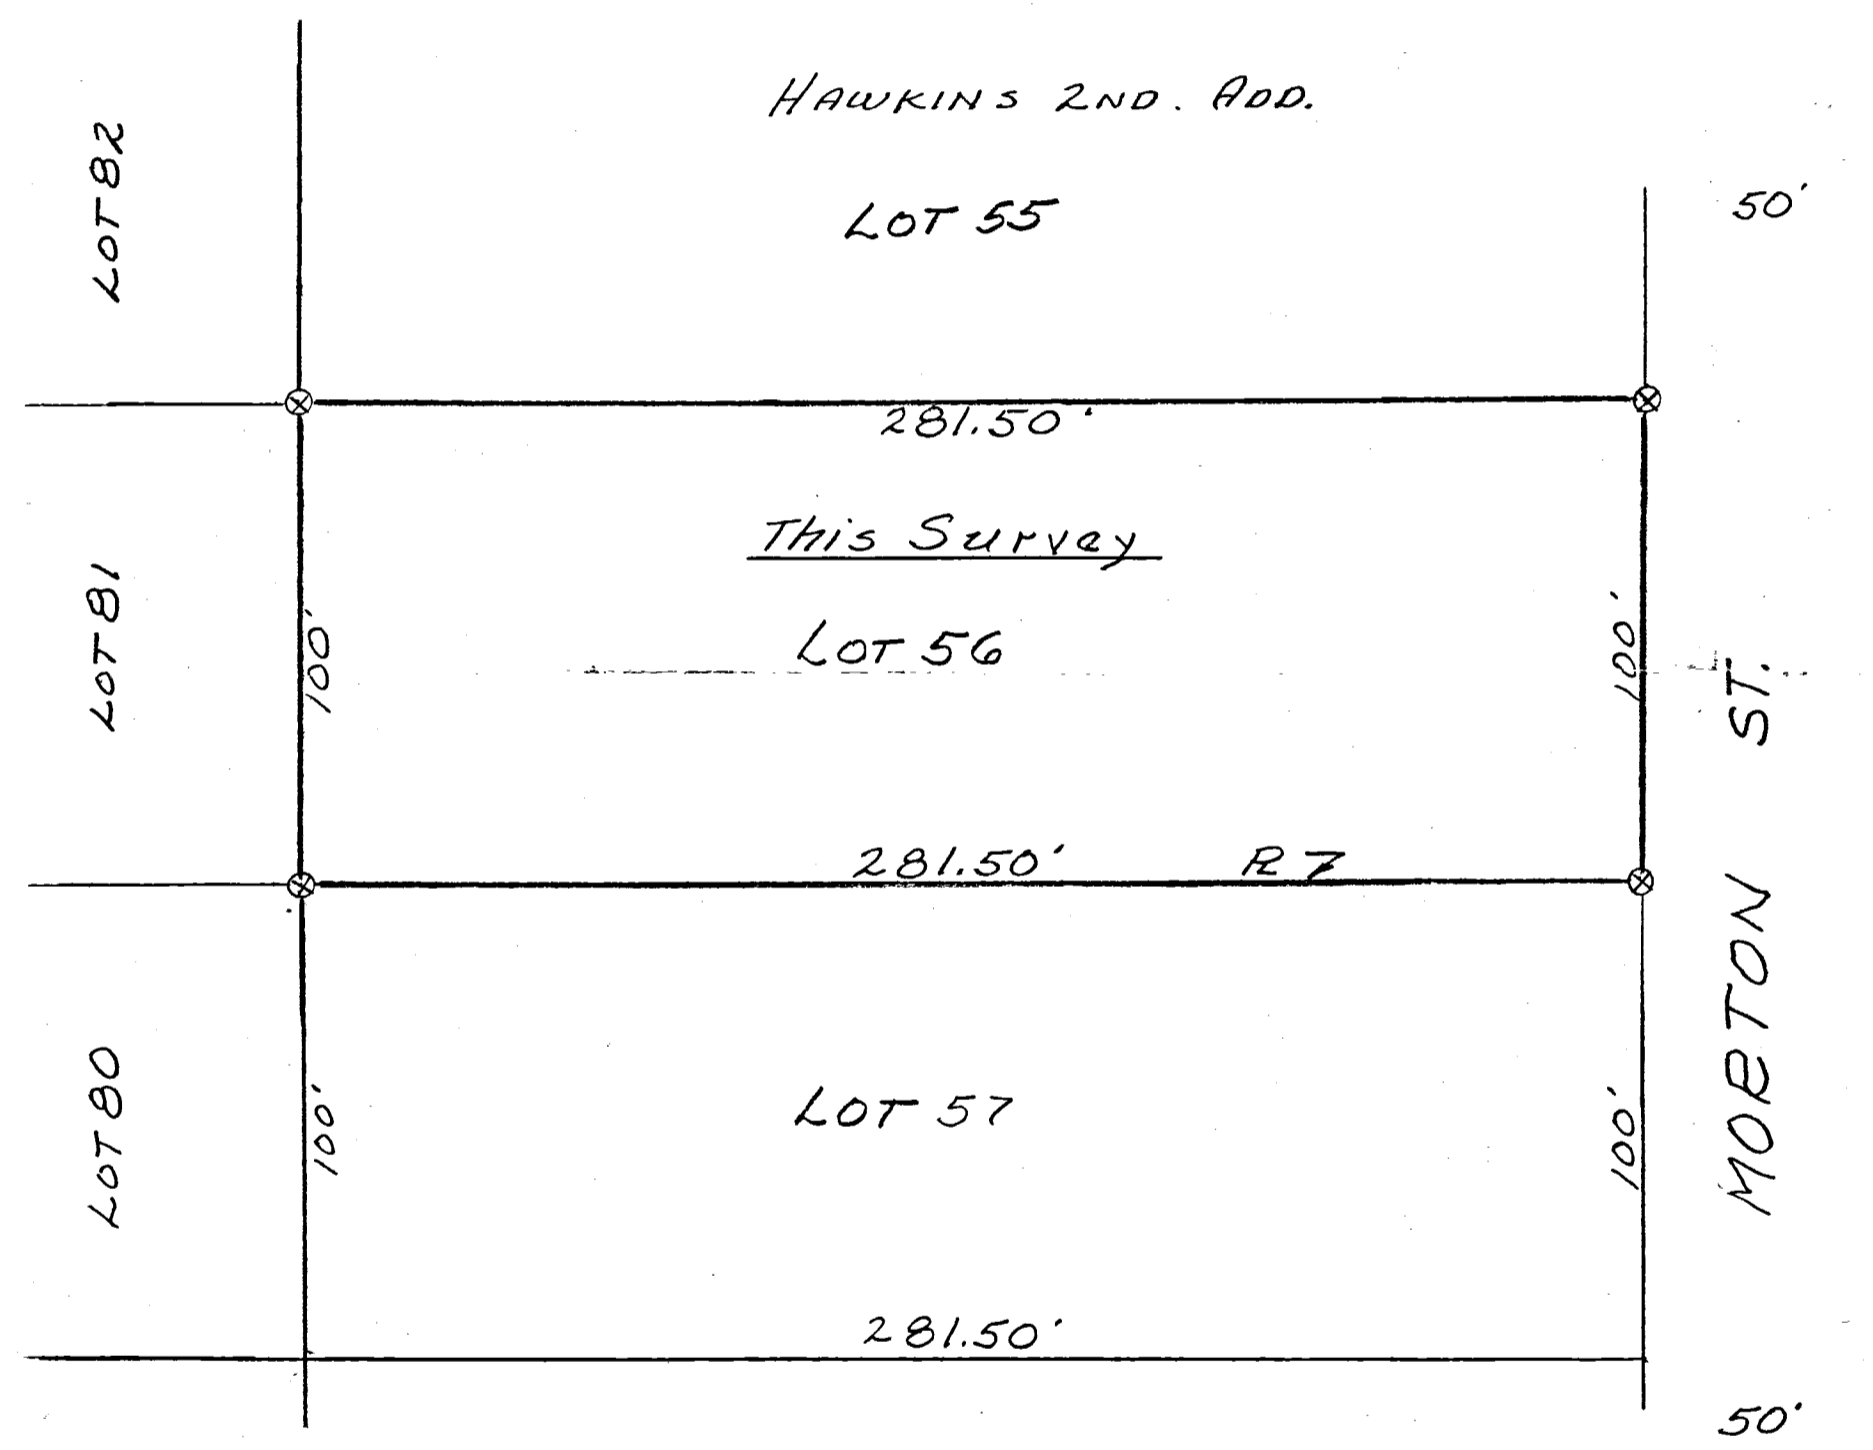 HAWKINS 2ND. ADD.
LOT 82
LOT 55
50'
281.50'
This Survey
LOT 81
100'
LOT 56
100'
MORTON ST.
281.50' R 7
LOT 80
100'
LOT 57
100'
281.50'
50'